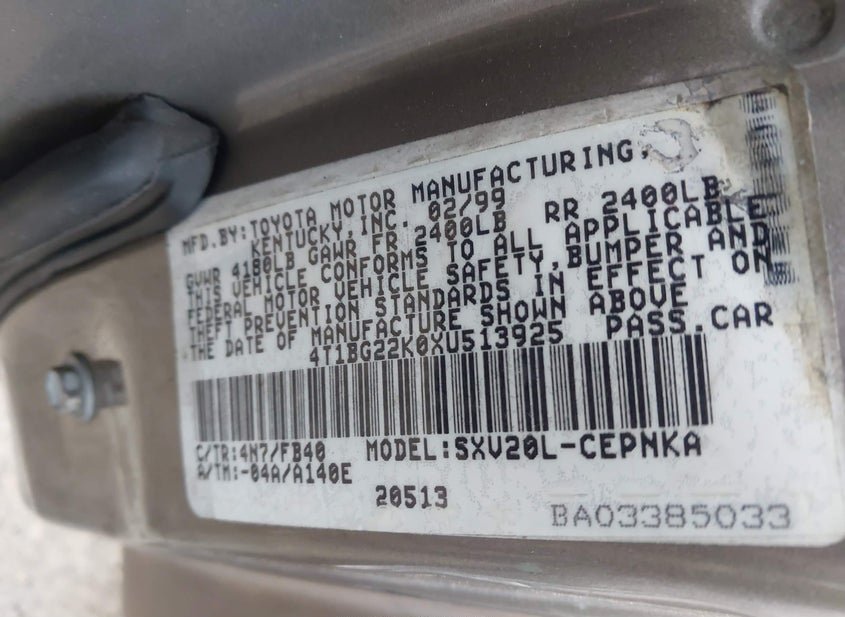 MFD.BY:TOYOTA MOTOR MANUFACTURING,
KENTUCKY,INC. 02/99
GVWR 4180LB GAWR FR 2400LB RR 2400LB
THIS VEHICLE CONFORMS TO ALL APPLICABLE
FEDERAL MOTOR VEHICLE SAFETY,BUMPER AND
THEFT PREVENTION STANDARDS IN EFFECT ON
THE DATE OF MANUFACTURE SHOWN ABOVE
4T1BG22K0XU513925 PASS.CAR
C/TR:4N7/FB40 MODEL:SXV20L-CEPNKA
A/TM:-04A/A140E
20513
BA03385033